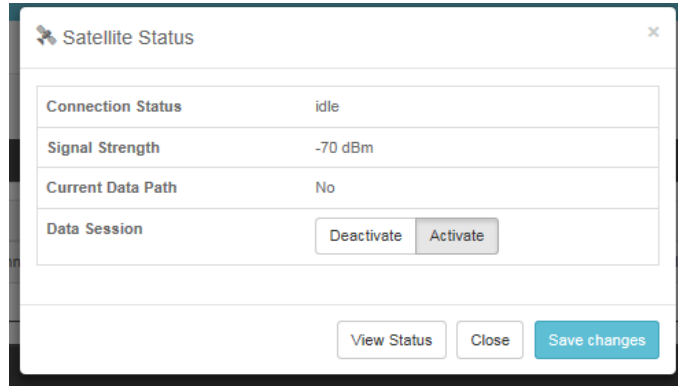 Satellite Status
×
Connection Status idle
Signal Strength -70 dBm
Current Data Path No
Data Session Deactivate Activate
View Status Close Save changes